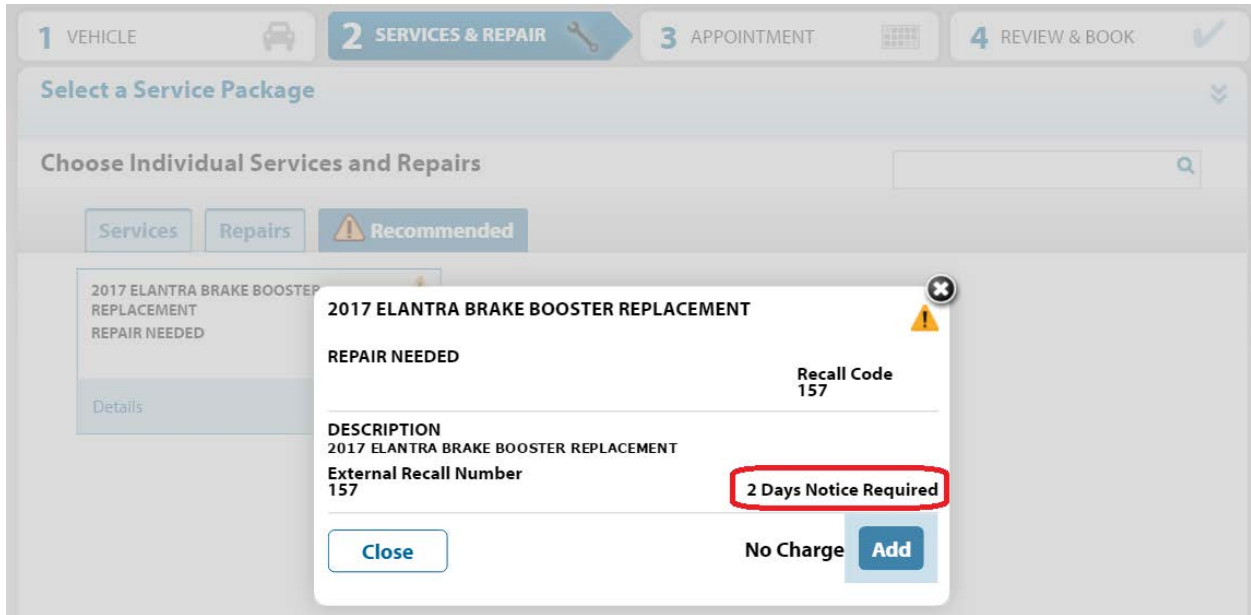 1 VEHICLE
2 SERVICES & REPAIR
3 APPOINTMENT
4 REVIEW & BOOK
Select a Service Package
Choose Individual Services and Repairs
Services
Repairs
Recommended
2017 ELANTRA BRAKE BOOSTER
REPLACEMENT
REPAIR NEEDED
Details
2017 ELANTRA BRAKE BOOSTER REPLACEMENT
REPAIR NEEDED
Recall Code
157
DESCRIPTION
2017 ELANTRA BRAKE BOOSTER REPLACEMENT
External Recall Number
157
2 Days Notice Required
Close
No Charge
Add